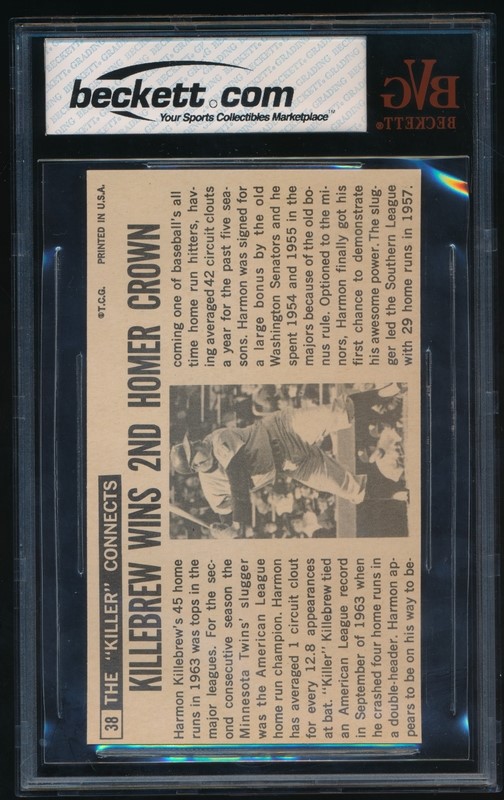 beckett.com
Your Sports Collectibles Marketplace™
BVG
BECKETT®
38 THE "KILLER" CONNECTS
©T.C.G. PRINTED IN U.S.A.
KILLEBREW WINS 2ND HOMER CROWN
Harmon Killebrew's 45 home
runs in 1963 was tops in the
major leagues. For the sec-
ond consecutive season the
Minnesota Twins' slugger
was the American League
home run champion. Harmon
has averaged 1 circuit clout
for every 12.8 appearances
at bat. "Killer" Killebrew tied
an American League record
in September of 1963 when
he crashed four home runs in
a double-header. Harmon ap-
pears to be on his way to be-
coming one of baseball's all
time home run hitters, hav-
ing averaged 42 circuit clouts
a year for the past five sea-
sons. Harmon was signed for
a large bonus by the old
Washington Senators and he
spent 1954 and 1955 in the
majors because of the old bo-
nus rule. Optioned to the mi-
nors, Harmon finally got his
first chance to demonstrate
his awesome power. The slug-
ger led the Southern League
with 29 home runs in 1957.